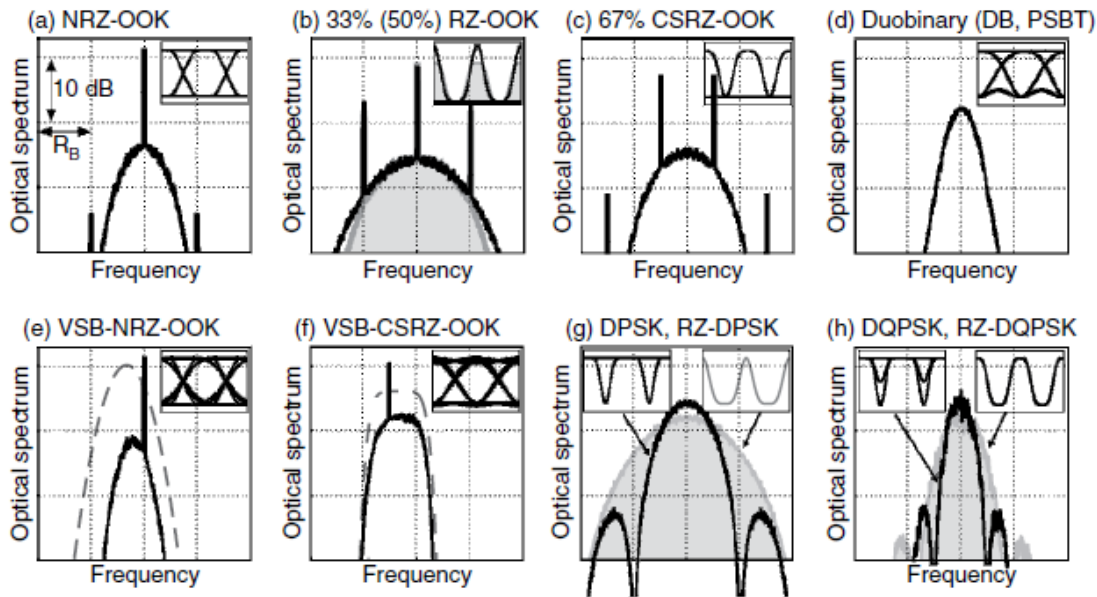 (a) NRZ-OOK
(b) 33% (50%) RZ-OOK
(c) 67% CSRZ-OOK
(d) Duobinary (DB, PSBT)
Optical spectrum
10 dB
R_B
Frequency
Optical spectrum
Frequency
Optical spectrum
Frequency
Optical spectrum
Frequency
(e) VSB-NRZ-OOK
(f) VSB-CSRZ-OOK
(g) DPSK, RZ-DPSK
(h) DQPSK, RZ-DQPSK
Optical spectrum
Frequency
Optical spectrum
Frequency
Optical spectrum
Frequency
Optical spectrum
Frequency